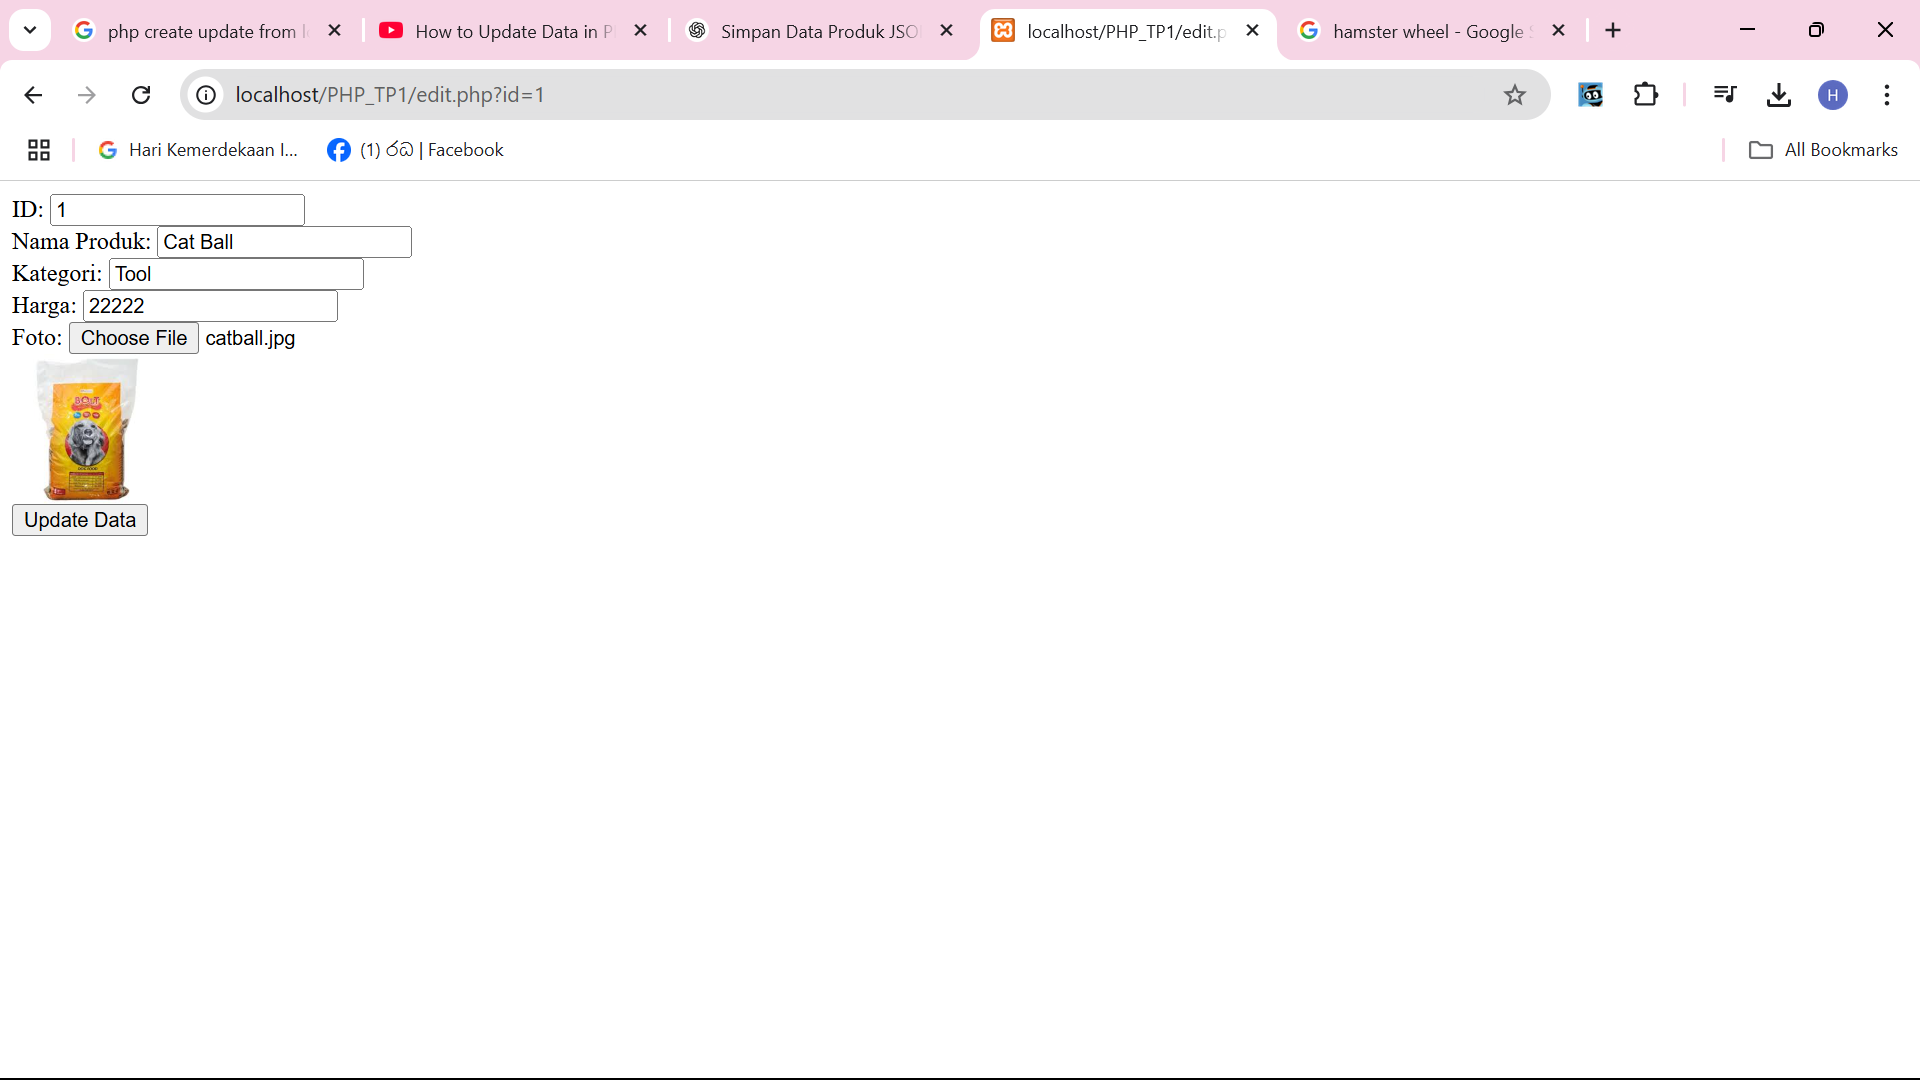 php create update from l
How to Update Data in P
Simpan Data Produk JSO
localhost/PHP_TP1/edit.p
hamster wheel - Google S
localhost/PHP_TP1/edit.php?id=1
H
Hari Kemerdekaan I...
(1) රධ | Facebook
All Bookmarks
ID: 1
Nama Produk: Cat Ball
Kategori: Tool
Harga: 22222
Foto: Choose File catball.jpg
BOLT
Update Data